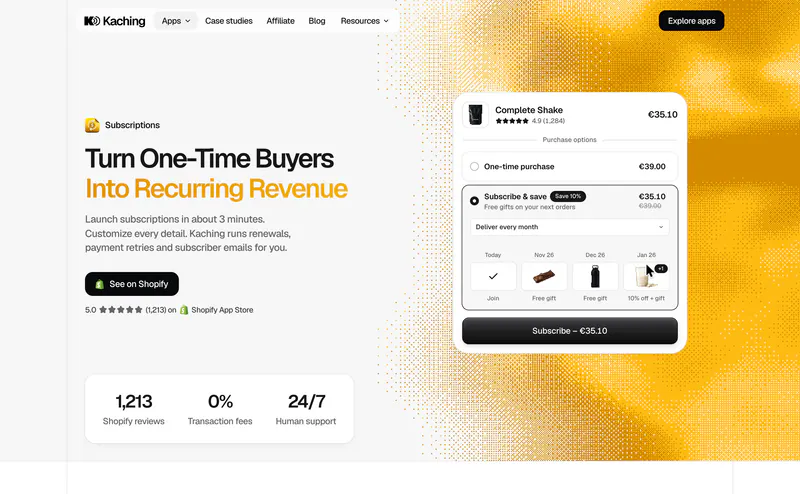 Kaching
Apps
Case studies
Affiliate
Blog
Resources
Explore apps
Subscriptions
Turn One-Time Buyers
Into Recurring Revenue
Launch subscriptions in about 3 minutes.
Customize every detail. Kaching runs renewals,
payment retries and subscriber emails for you.
See on Shopify
5.0 ★★★★★ (1,213) on Shopify App Store
1,213
Shopify reviews
0%
Transaction fees
24/7
Human support
Complete Shake
★★★★★ 4.9 (1,284)
€35.10
Purchase options
One-time purchase
€39.00
Subscribe & save
Save 10%
€35.10
Free gifts on your next orders
€39.00
Deliver every month
Today
Nov 26
Dec 26
Jan 26
+1
Join
Free gift
Free gift
10% off + gift
Subscribe – €35.10